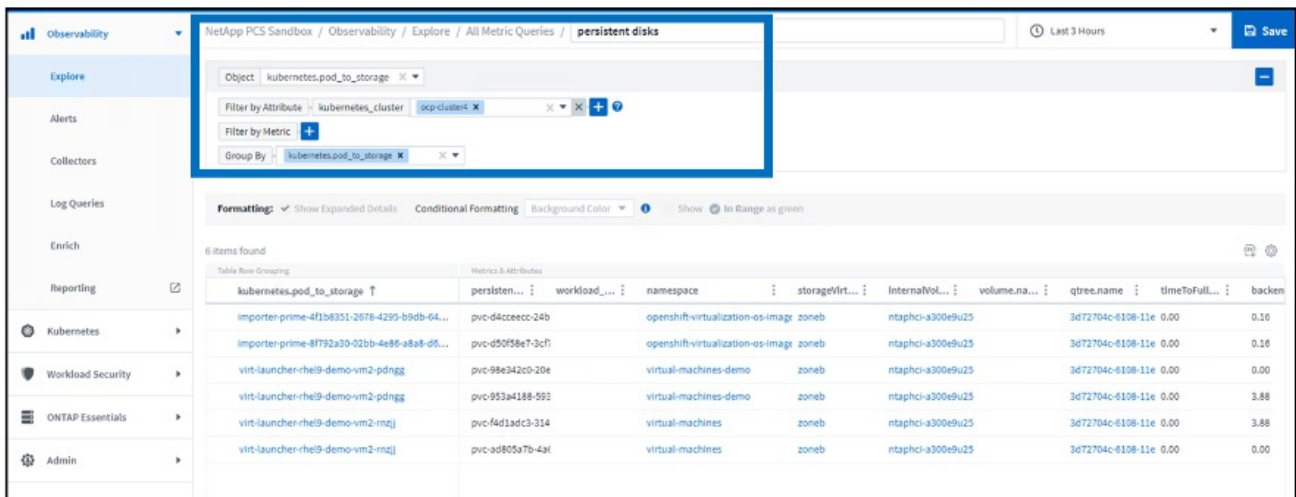 Observability
NetApp PCS Sandbox / Observability / Explore / All Metric Queries / persistent disks
Last 3 Hours
Save
Explore
Alerts
Collectors
Log Queries
Enrich
Reporting
Kubernetes
Workload Security
ONTAP Essentials
Admin
Object kubernetes.pod_to_storage
Filter by Attribute kubernetes_cluster ocp-cluster4
Filter by Metric
Group By kubernetes.pod_to_storage
Formatting: Show Expanded Details Conditional Formatting Background Color Show In Range as green
6 items found
Table Row Grouping Metrics & Attributes
kubernetes.pod_to_storage persisten... workload_... namespace storageVirt... internalVol... volume.na... qtree.name timeToFull... backen
importer-prime-4f1b8351-2678-4295-b9db-64... pvc-d4cceecc-24b openshift-virtualization-os-image zoneb ntaphci-a300e9u25 3d72704c-6108-11e 0.00 0.16
importer-prime-8f792a30-02bb-4e86-a8a8-d6... pvc-d50f58e7-3cf openshift-virtualization-os-image zoneb ntaphci-a300e9u25 3d72704c-6108-11e 0.00 0.16
virt-launcher-rhel9-demo-vm2-pdngg pvc-98e342c0-20e virtual-machines-demo zoneb ntaphci-a300e9u25 3d72704c-6108-11e 0.00 0.00
virt-launcher-rhel9-demo-vm2-pdngg pvc-953a4188-593 virtual-machines-demo zoneb ntaphci-a300e9u25 3d72704c-6108-11e 0.00 3.88
virt-launcher-rhel9-demo-vm2-rnzjj pvc-f4d1adc3-314 virtual-machines zoneb ntaphci-a300e9u25 3d72704c-6108-11e 0.00 3.88
virt-launcher-rhel9-demo-vm2-rnzjj pvc-ad805a7b-4a virtual-machines zoneb ntaphci-a300e9u25 3d72704c-6108-11e 0.00 0.00